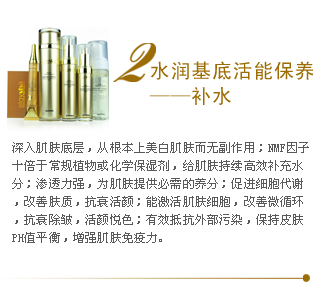 2 水润基底活能保养
——补水
深入肌肤底层，从根本上美白肌肤而无副作用；NMF因子
十倍于常规植物或化学保湿剂，给肌肤持续高效补充水
分；渗透力强，为肌肤提供必需的养分；促进细胞代谢
，改善肤质，抗衰活颜；能激活肌肤细胞，改善微循环
，抗衰除皱，活颜悦色；有效抵抗外部污染，保持皮肤
PH值平衡，增强肌肤免疫力。